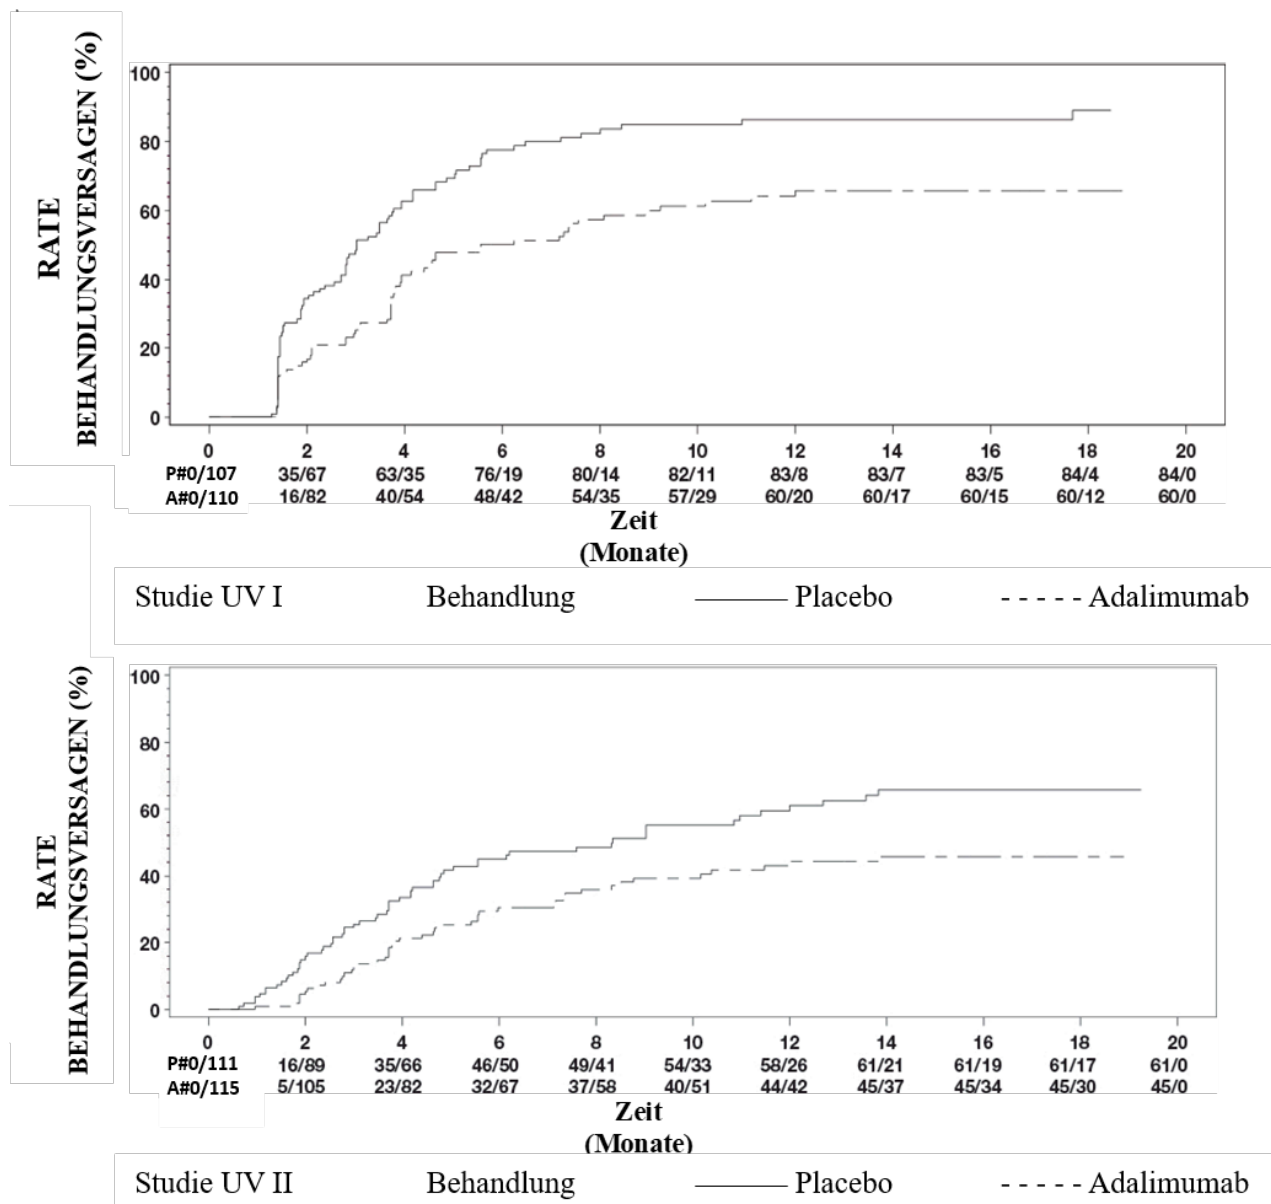 RATE
BEHANDLUNGSVERSAGEN (%)
100
80
60
40
20
0
0 2 4 6 8 10 12 14 16 18 20
P#0/107 35/67 63/35 76/19 80/14 82/11 83/8 83/7 83/5 84/4 84/0
A#0/110 16/82 40/54 48/42 54/35 57/29 60/20 60/17 60/15 60/12 60/0
Zeit
(Monate)
Studie UV I Behandlung Placebo Adalimumab
RATE
BEHANDLUNGSVERSAGEN (%)
100
80
60
40
20
0
0 2 4 6 8 10 12 14 16 18 20
P#0/111 16/89 35/66 46/50 49/41 54/33 58/26 61/21 61/19 61/17 61/0
A#0/115 5/105 23/82 32/67 37/58 40/51 44/42 45/37 45/34 45/30 45/0
Zeit
(Monate)
Studie UV II Behandlung Placebo Adalimumab